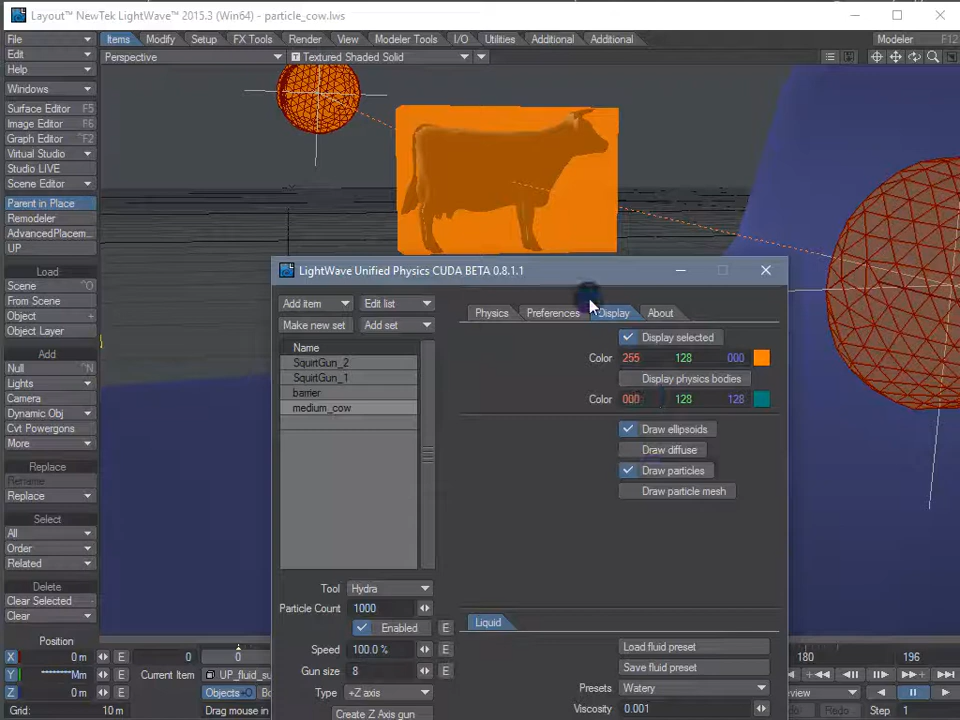 Layout™ NewTek LightWave™ 2015.3 (Win64) - particle_cow.lws
File Items Modify Setup FX Tools Render View Modeler Tools I/O Utilities Additional Additional Modeler F12
Edit Perspective Textured Shaded Solid
Help
Windows
Surface Editor F5
Image Editor F6
Graph Editor ^F2
Virtual Studio
Studio LIVE
Scene Editor
Parent in Place
Remodeler
AdvancedPlacem...
UP
Load
Scene ^O
From Scene
Object +
Object Layer
Add
Null ^N
Lights
Camera
Dynamic Obj
Cvt Powergons
More
Replace
Rename
Replace
Select
All
Order
Related
Delete
Clear Selected -
Clear
Position
X 0 m E
Y Mm E
Z 0 m E
Grid: 10 m
LightWave Unified Physics CUDA BETA 0.8.1.1
Add item Edit list
Make new set Add set
Name
SquirtGun_2
SquirtGun_1
barrier
medium_cow
Physics Preferences Display About
Display selected
Color 255 128 000
Display physics bodies
Color 000 128 128
Draw ellipsoids
Draw diffuse
Draw particles
Draw particle mesh
Tool Hydra
Particle Count 1000
Enabled E
Speed 100.0 % E
Gun size 8 E
Type +Z axis
Create Z Axis gun
Liquid
Load fluid preset
Save fluid preset
Presets Watery
Viscosity 0.001
0 0
Current Item UP_fluid_su
Objects
Drag mouse in
180 196
view
Redo Step 1